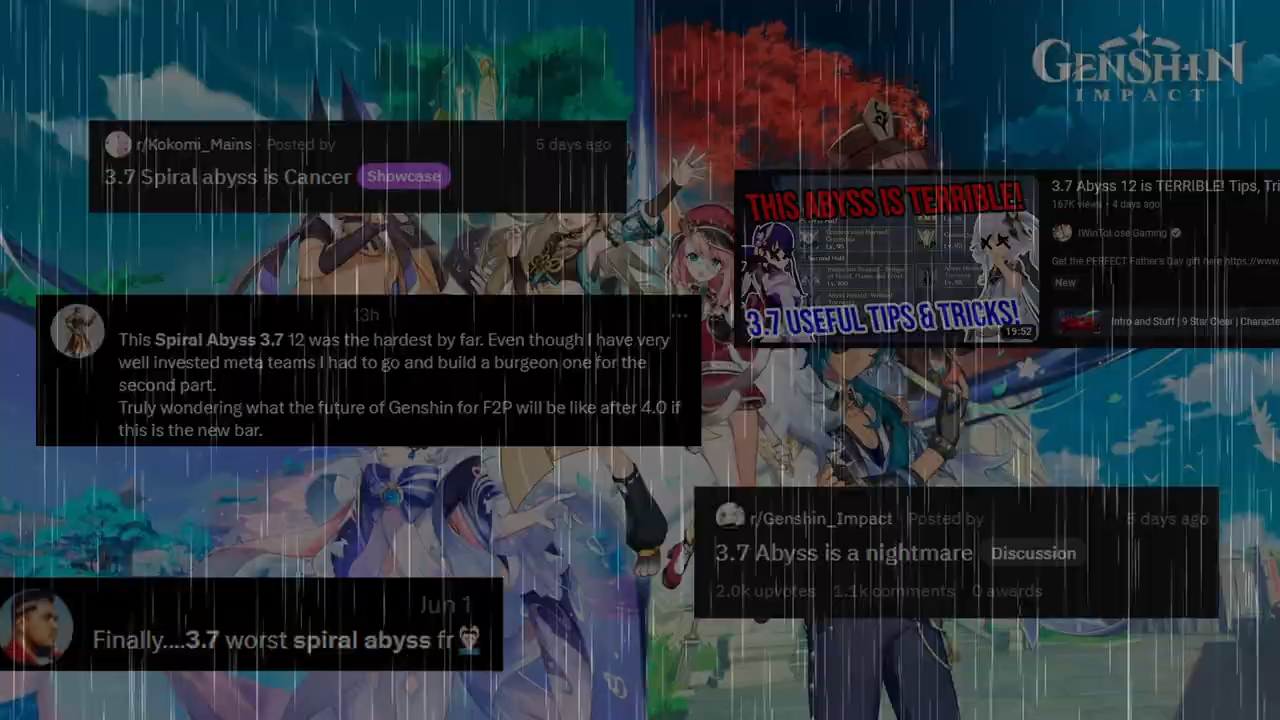 GENSHIN
IMPACT
r/Kokomi_Mains · Posted by
5 days ago
3.7 Spiral abyss is Cancer
Showcase
THIS ABYSS IS TERRIBLE!
Second Half
3.7 USEFUL TIPS & TRICKS!
19:52
3.7 Abyss 12 is TERRIBLE! Tips, Tri
167K views · 4 days ago
IWinToLose Gaming
Get the PERFECT Father's Day gift here https://www.
New
Intro and Stuff | 9 Star Clear | Characte
13h
This Spiral Abyss 3.7 12 was the hardest by far. Even though I have very
well invested meta teams I had to go and build a burgeon one for the
second part.
Truly wondering what the future of Genshin for F2P will be like after 4.0 if
this is the new bar.
r/Genshin_Impact · Posted by
days ago
3.7 Abyss is a nightmare
Discussion
2.0k upvotes 1.1k comments 0 awards
Jun 1
Finally....3.7 worst spiral abyss fr